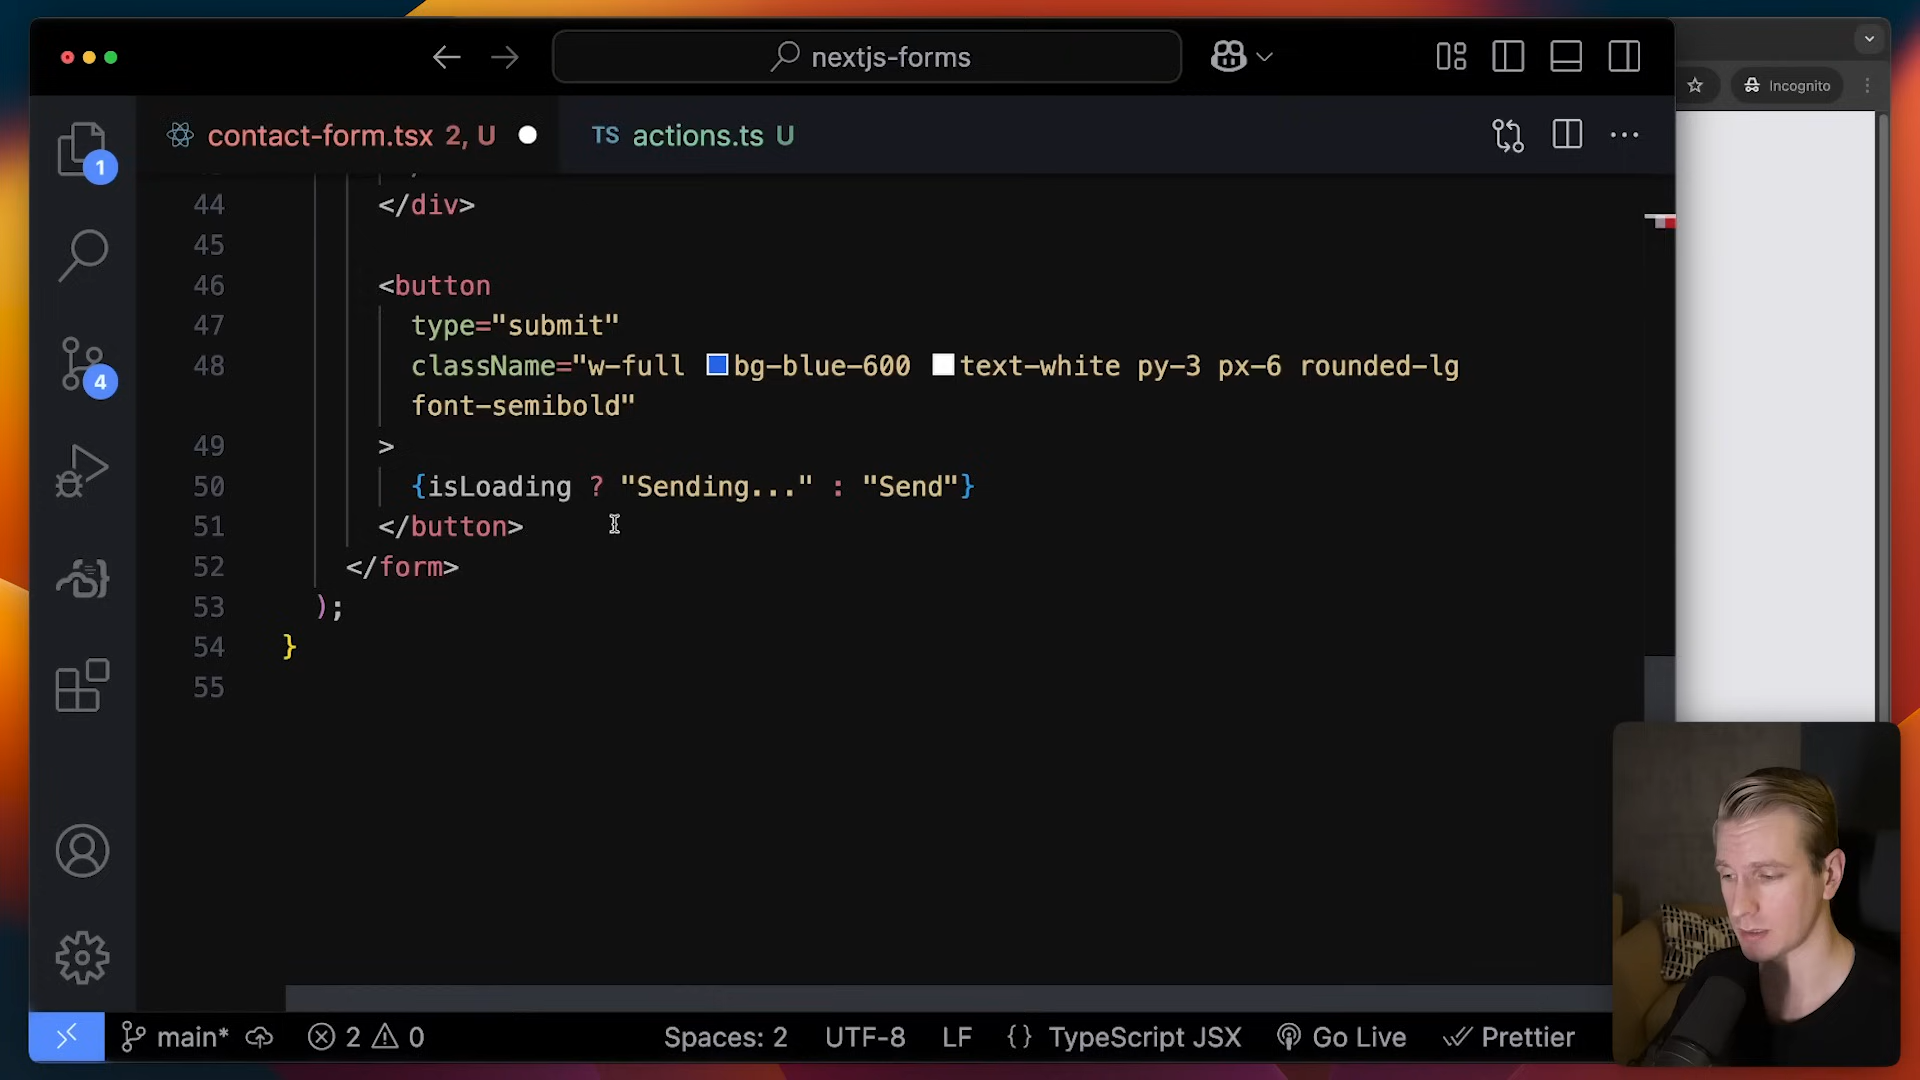 nextjs-forms
Incognito
contact-form.tsx 2, U
TS actions.ts U
1
4
44 </div>
45
46 <button
47 type="submit"
48 className="w-full bg-blue-600 text-white py-3 px-6 rounded-lg
font-semibold"
49 >
50 {isLoading ? "Sending..." : "Send"}
51 </button>
52 </form>
53 );
54 }
55
main* 2 0 Spaces: 2 UTF-8 LF {} TypeScript JSX Go Live Prettier